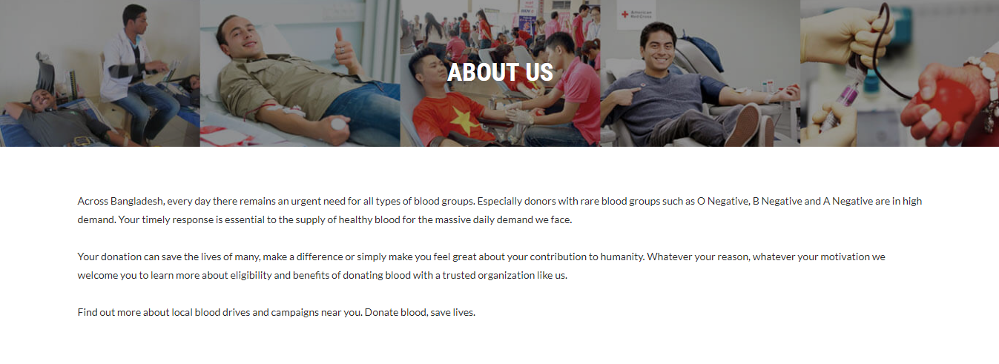 American
Red Cross
ABOUT US
Across Bangladesh, every day there remains an urgent need for all types of blood groups. Especially donors with rare blood groups such as O Negative, B Negative and A Negative are in high
demand. Your timely response is essential to the supply of healthy blood for the massive daily demand we face.
Your donation can save the lives of many, make a difference or simply make you feel great about your contribution to humanity. Whatever your reason, whatever your motivation we
welcome you to learn more about eligibility and benefits of donating blood with a trusted organization like us.
Find out more about local blood drives and campaigns near you. Donate blood, save lives.